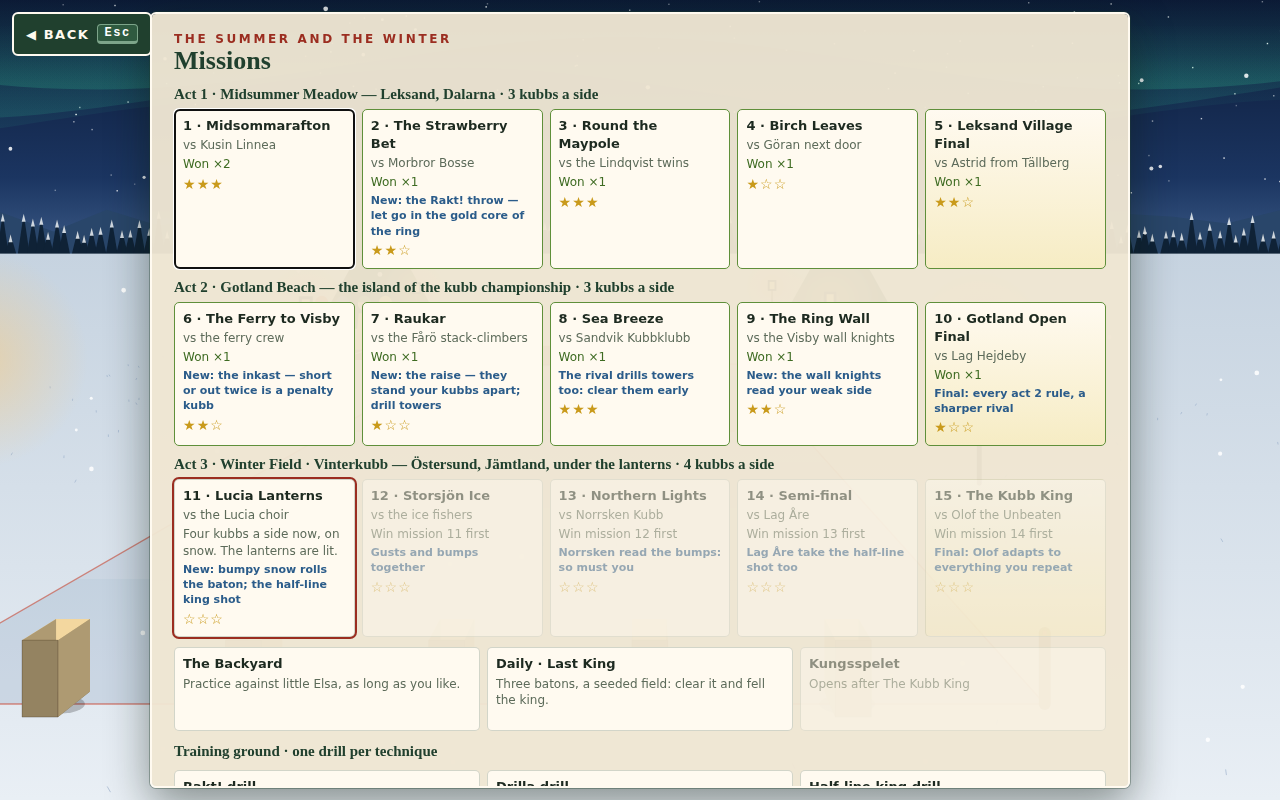 ◀ BACK Esc
THE SUMMER AND THE WINTER
Missions
Act 1 · Midsummer Meadow — Leksand, Dalarna · 3 kubbs a side
1 · Midsommarafton
vs Kusin Linnea
Won ×2
★★★
2 · The Strawberry
Bet
vs Morbror Bosse
Won ×1
New: the Rakt! throw —
let go in the gold core of
the ring
★★☆
3 · Round the
Maypole
vs the Lindqvist twins
Won ×1
★★★
4 · Birch Leaves
vs Göran next door
Won ×1
★☆☆
5 · Leksand Village
Final
vs Astrid from Tällberg
Won ×1
★★☆
Act 2 · Gotland Beach — the island of the kubb championship · 3 kubbs a side
6 · The Ferry to Visby
vs the ferry crew
Won ×1
New: the inkast — short
or out twice is a penalty
kubb
★★☆
7 · Raukar
vs the Fårö stack-climbers
Won ×1
New: the raise — they
stand your kubbs apart;
drill towers
★☆☆
8 · Sea Breeze
vs Sandvik Kubbklubb
Won ×1
The rival drills towers
too: clear them early
★★★
9 · The Ring Wall
vs the Visby wall knights
Won ×1
New: the wall knights
read your weak side
★★☆
10 · Gotland Open
Final
vs Lag Hejdeby
Won ×1
Final: every act 2 rule, a
sharper rival
★☆☆
Act 3 · Winter Field · Vinterkubb — Östersund, Jämtland, under the lanterns · 4 kubbs a side
11 · Lucia Lanterns
vs the Lucia choir
Four kubbs a side now, on
snow. The lanterns are lit.
New: bumpy snow rolls
the baton; the half-line
king shot
☆☆☆
12 · Storsjön Ice
vs the ice fishers
Win mission 11 first
Gusts and bumps
together
☆☆☆
13 · Northern Lights
vs Norrsken Kubb
Win mission 12 first
Norrsken read the bumps:
so must you
☆☆☆
14 · Semi-final
vs Lag Åre
Win mission 13 first
Lag Åre take the half-line
shot too
☆☆☆
15 · The Kubb King
vs Olof the Unbeaten
Win mission 14 first
Final: Olof adapts to
everything you repeat
☆☆☆
The Backyard
Practice against little Elsa, as long as you like.
Daily · Last King
Three batons, a seeded field: clear it and fell
the king.
Kungsspelet
Opens after The Kubb King
Training ground · one drill per technique
Rakt! drill
Drilla drill
Half-line king drill